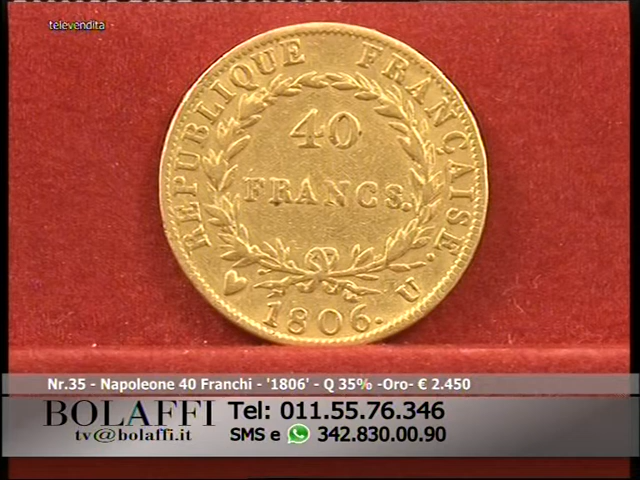 televendita
REPUBLIQUE FRANÇAISE.
40
FRANCS.
1806.
U
Nr.35 - Napoleone 40 Franchi - '1806' - Q 35% -Oro- € 2.450
BOLAFFI
tv@bolaffi.it
Tel: 011.55.76.346
SMS e 342.830.00.90